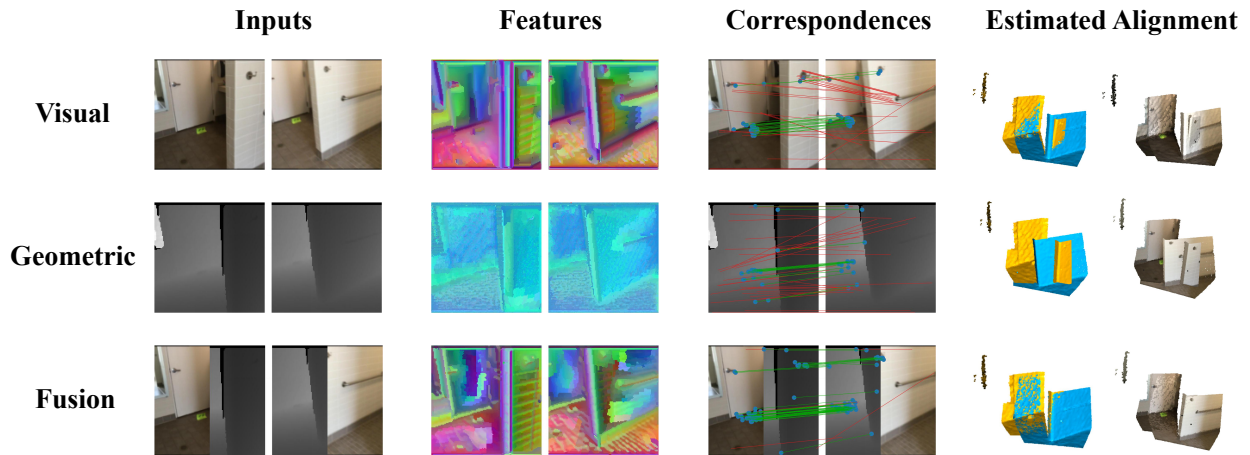 Inputs
Features
Correspondences
Estimated Alignment
Visual
Geometric
Fusion